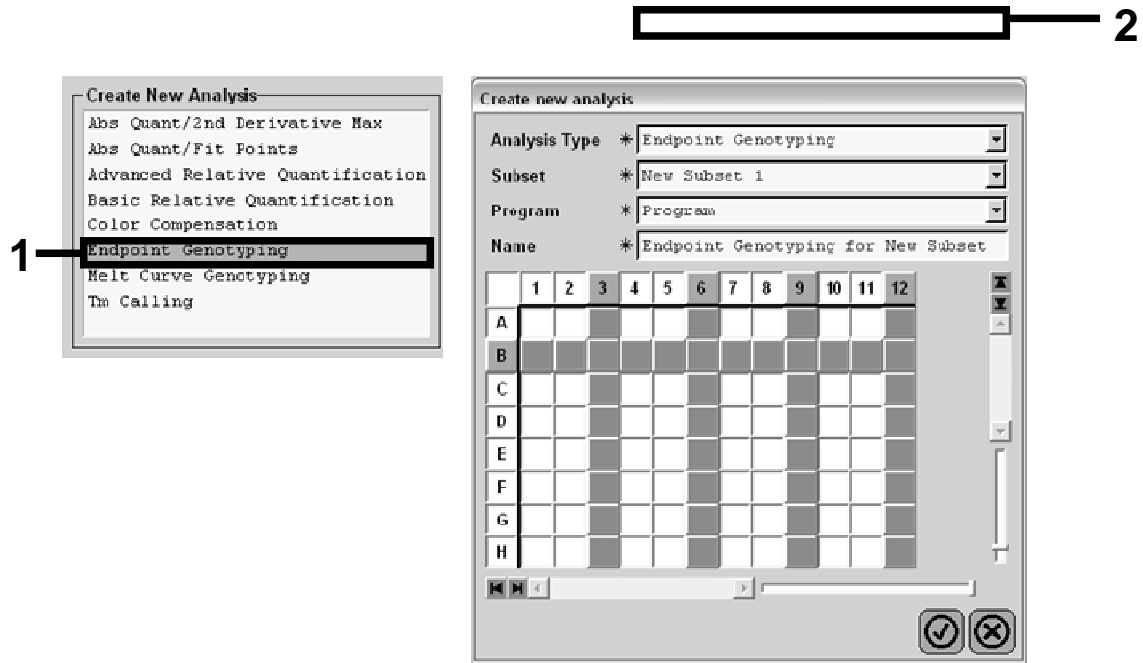 2
Create New Analysis
Abs Quant/2nd Derivative Max
Abs Quant/Fit Points
Advanced Relative Quantification
Basic Relative Quantification
Color Compensation
1
Endpoint Genotyping
Melt Curve Genotyping
Tm Calling
Create new analysis
Analysis Type * Endpoint Genotyping
Subset * New Subset 1
Program * Program
Name * Endpoint Genotyping for New Subset
1 2 3 4 5 6 7 8 9 10 11 12
A
B
C
D
E
F
G
H